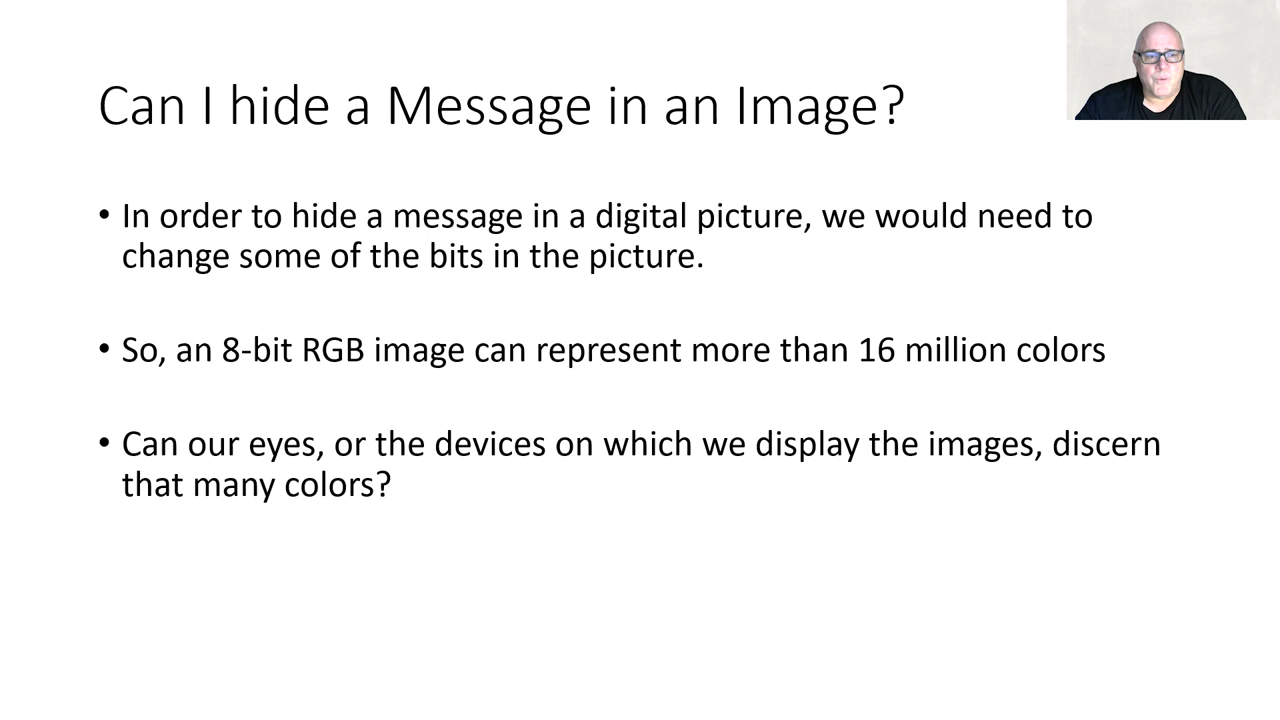 Can I hide a Message in an Image?
• In order to hide a message in a digital picture, we would need to
change some of the bits in the picture.
• So, an 8-bit RGB image can represent more than 16 million colors
• Can our eyes, or the devices on which we display the images, discern
that many colors?